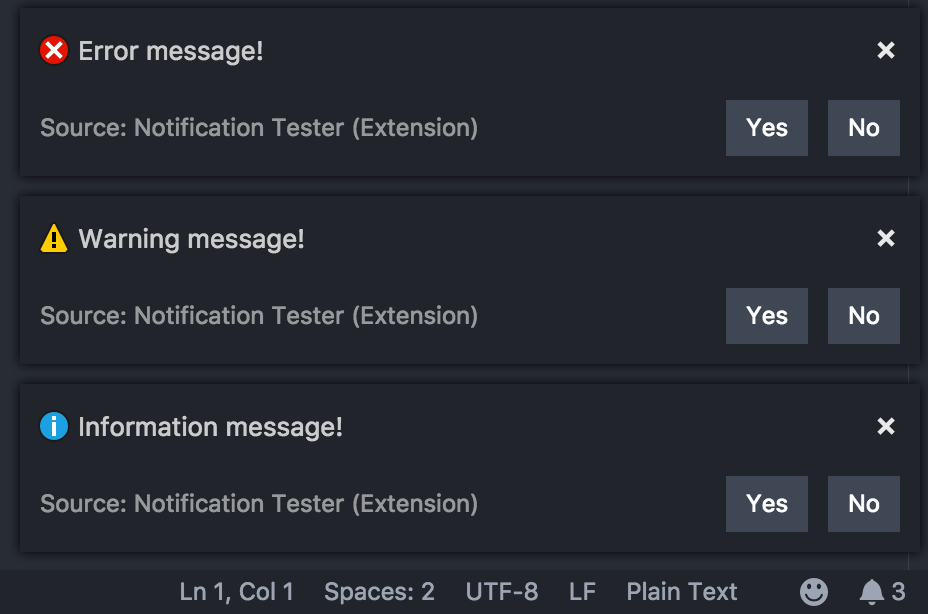 Error message!
Source: Notification Tester (Extension) Yes No
Warning message!
Source: Notification Tester (Extension) Yes No
Information message!
Source: Notification Tester (Extension) Yes No
Ln 1, Col 1 Spaces: 2 UTF-8 LF Plain Text 3